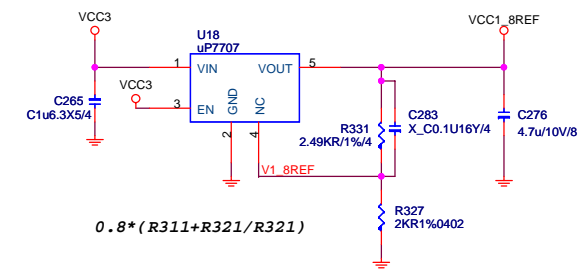 VCC3
VCC1_8REF
U18
uP7707
VCC3
1
VIN
VOUT
5
C265
C1u6.3X5/4
3
EN
GND
NC
2
4
R331
2.49KR/1%/4
C283
X_C0.1U16Y/4
C276
4.7u/10V/8
V1_8REF
R327
2KR1%0402
0.8*(R311+R321/R321)